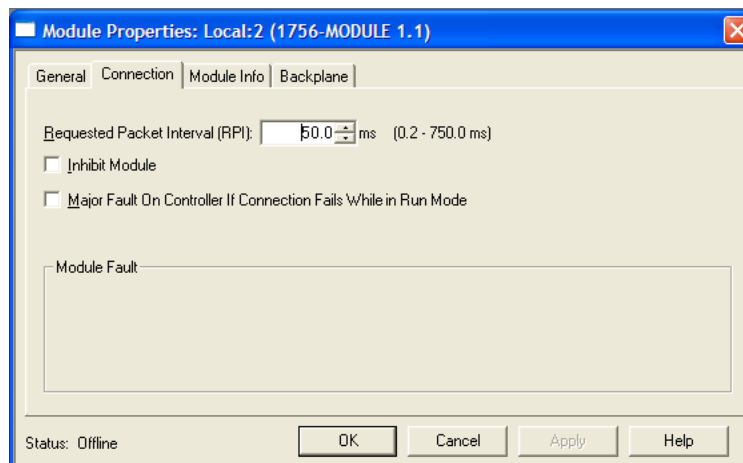 Module Properties: Local:2 (1756-MODULE 1.1)
General Connection Module Info Backplane
Requested Packet Interval (RPI): 50.0 ms (0.2 - 750.0 ms)
Inhibit Module
Major Fault On Controller If Connection Fails While in Run Mode
Module Fault
Status: Offline OK Cancel Apply Help